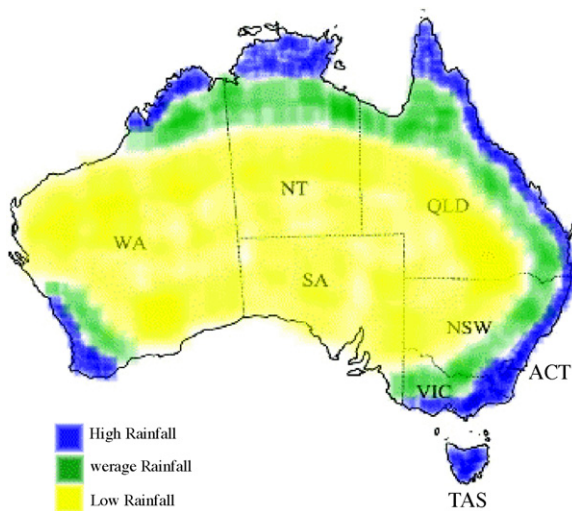 NT
QLD
WA
SA
NSW
ACT
VIC
High Rainfall
werage Rainfall
Low Rainfall
TAS